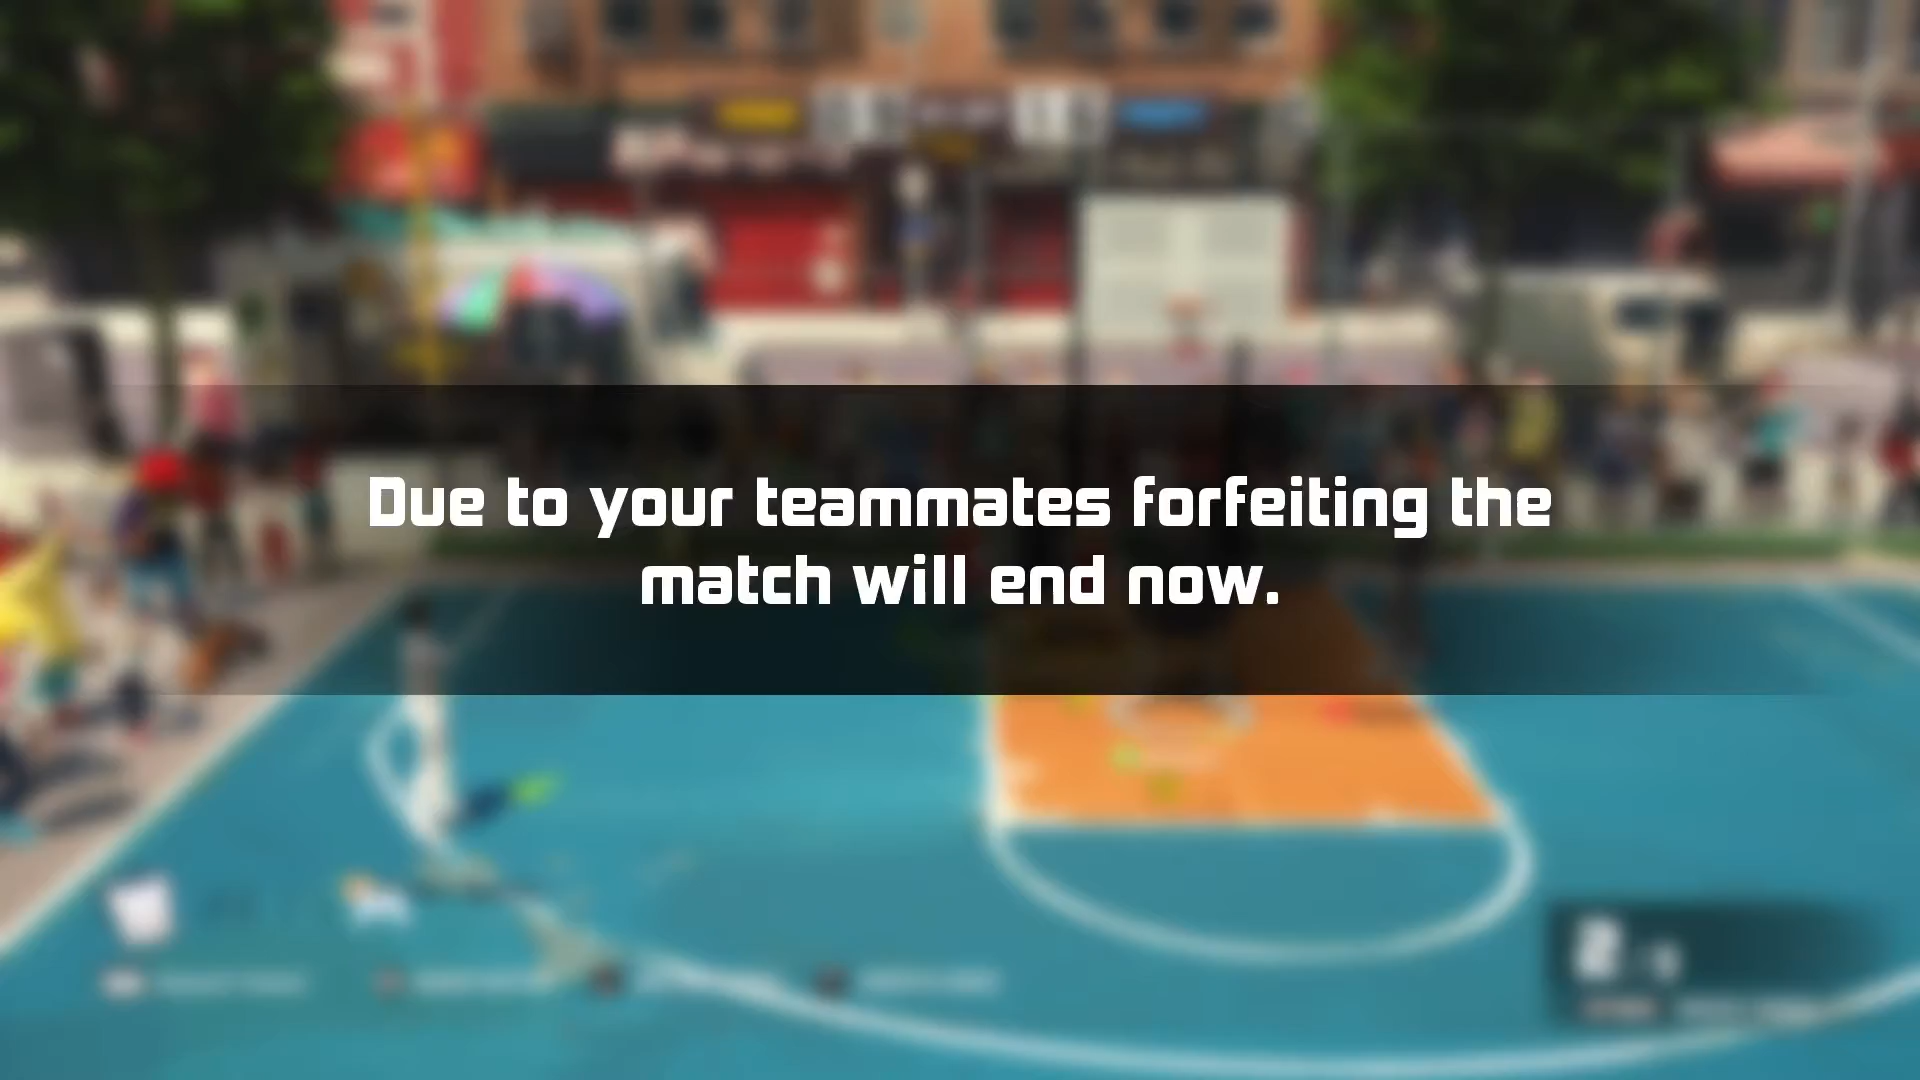 Due to your teammates forfeiting the
match will end now.